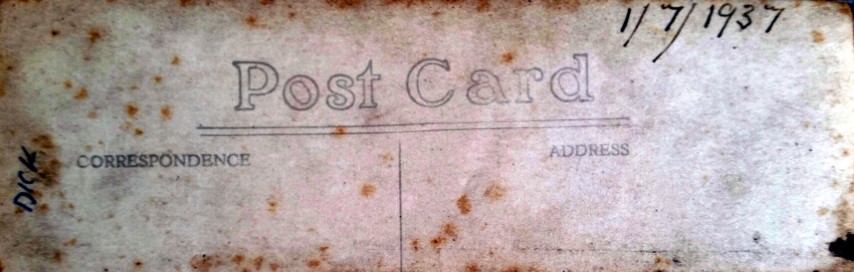 1/7/1937
Post Card
CORRESPONDENCE
ADDRESS
DICK